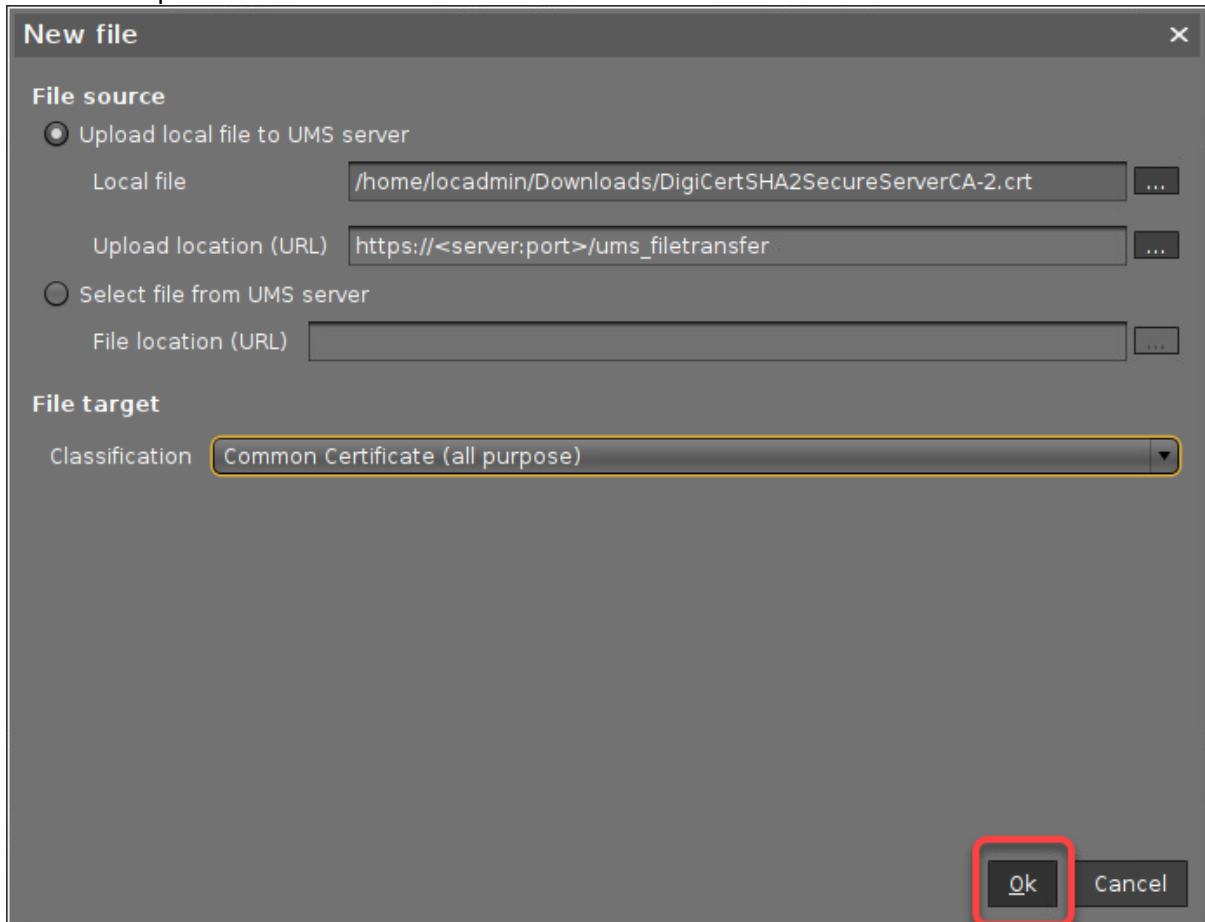 New file
File source
Upload local file to UMS server
Local file /home/locadmin/Downloads/DigiCertSHA2SecureServerCA-2.crt ...
Upload location (URL) https://<server:port>/ums_filetransfer ...
Select file from UMS server
File location (URL) ...
File target
Classification Common Certificate (all purpose)
Ok Cancel